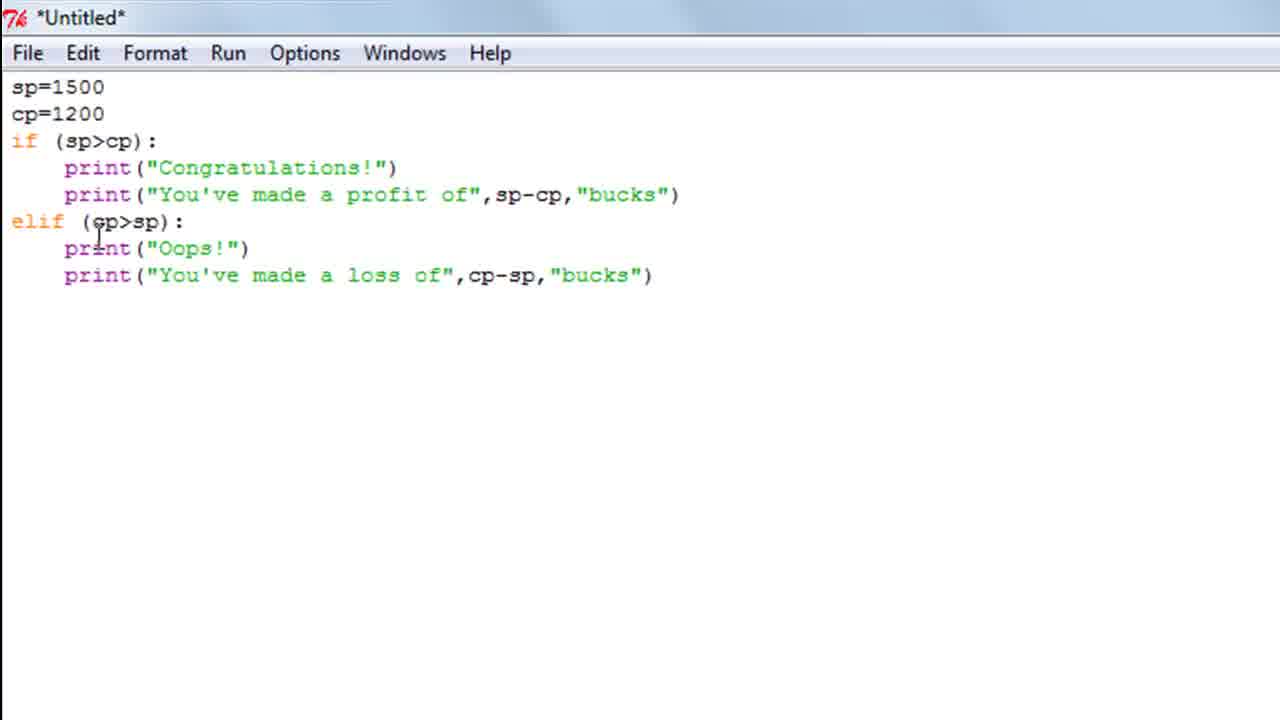 *Untitled*
File Edit Format Run Options Windows Help
sp=1500
cp=1200
if (sp>cp):
    print("Congratulations!")
    print("You've made a profit of",sp-cp,"bucks")
elif (cp>sp):
    print("Oops!")
    print("You've made a loss of",cp-sp,"bucks")